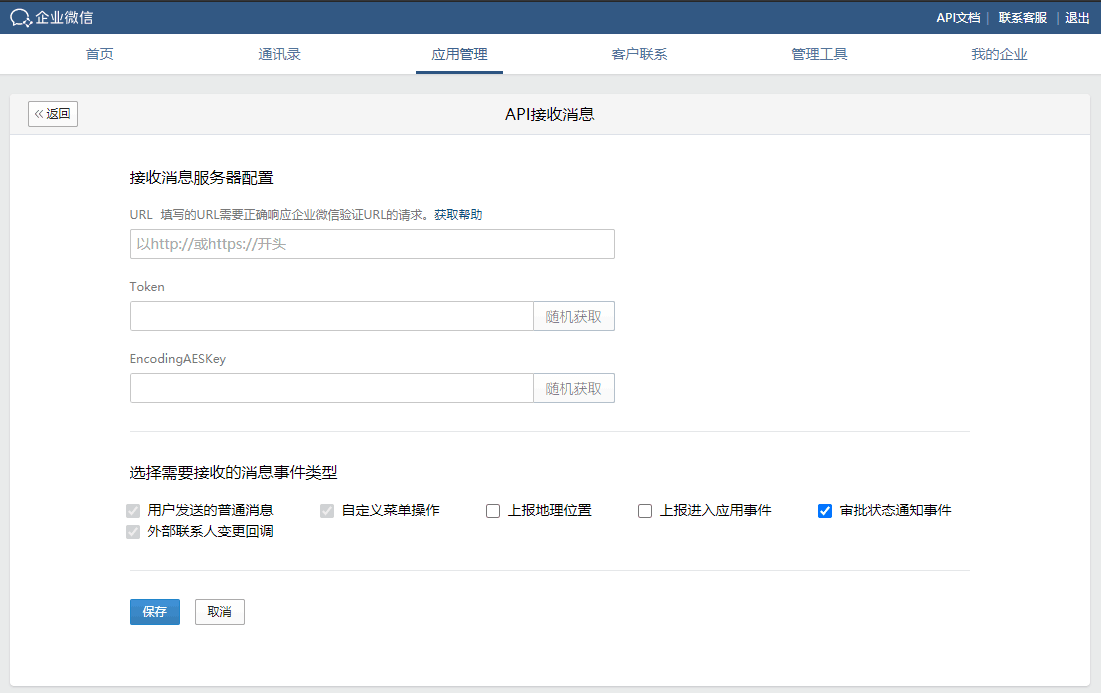 企业微信
API文档 | 联系客服 | 退出
首页 通讯录 应用管理 客户联系 管理工具 我的企业
«返回
API接收消息
接收消息服务器配置
URL 填写的URL需要正确响应企业微信验证URL的请求。获取帮助
以http://或https://开头
Token
随机获取
EncodingAESKey
随机获取
选择需要接收的消息事件类型
用户发送的普通消息 自定义菜单操作 上报地理位置 上报进入应用事件 审批状态通知事件
外部联系人变更回调
保存 取消